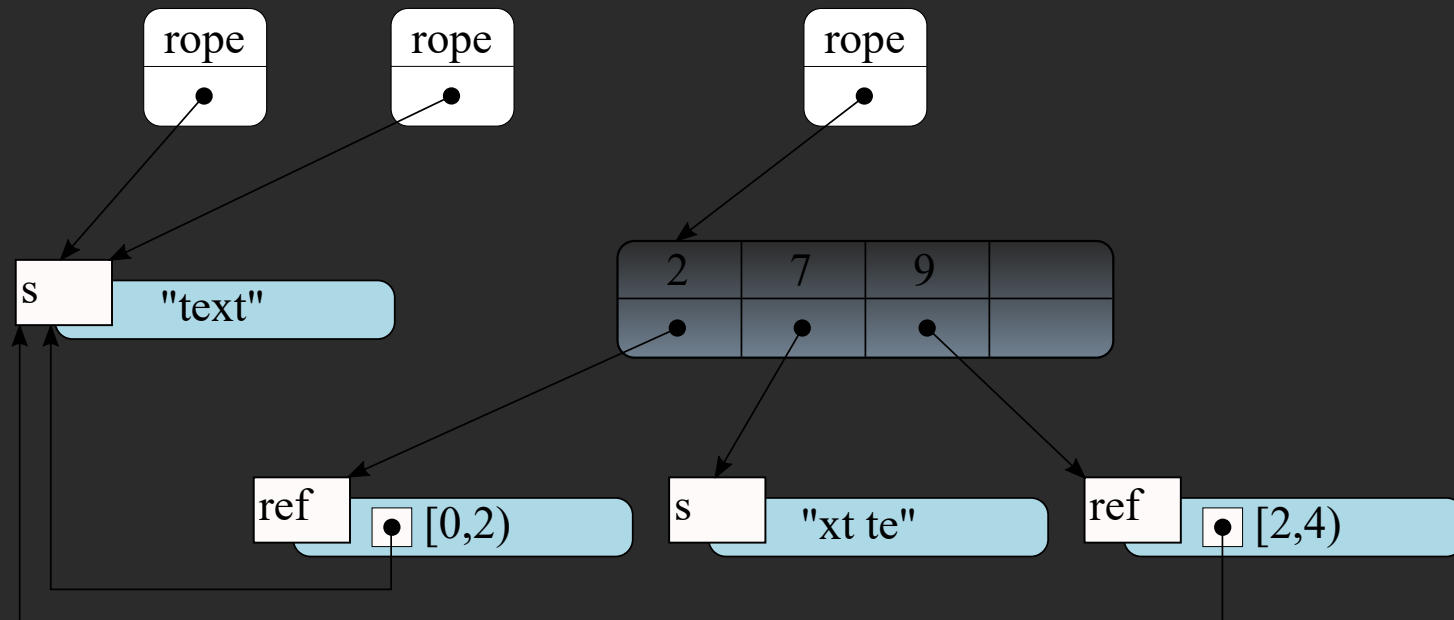 rope rope rope
s "text"
2 7 9
ref [0,2) s "xt te" ref [2,4)